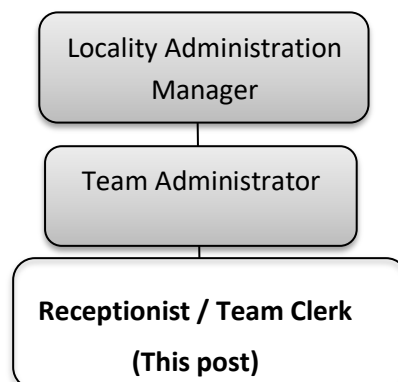 Locality Administration
Manager
Team Administrator
Receptionist / Team Clerk
(This post)